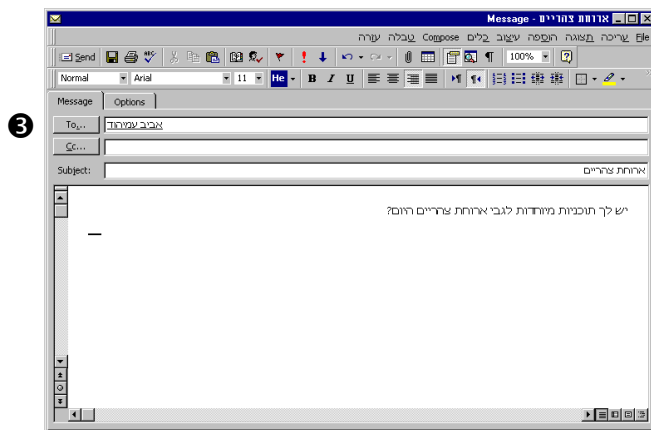 ארוחת צהריים - Message
File עריכה תצוגה הוספה עיצוב כלים Compose טבלה עזרה
Send 100%
Normal Arial 11 He B I U
Message Options
❸
To... אביב עמיהוד
Cc...
Subject: ארוחת צהריים
יש לך תוכניות מיוחדות לגבי ארוחת צהריים היום?